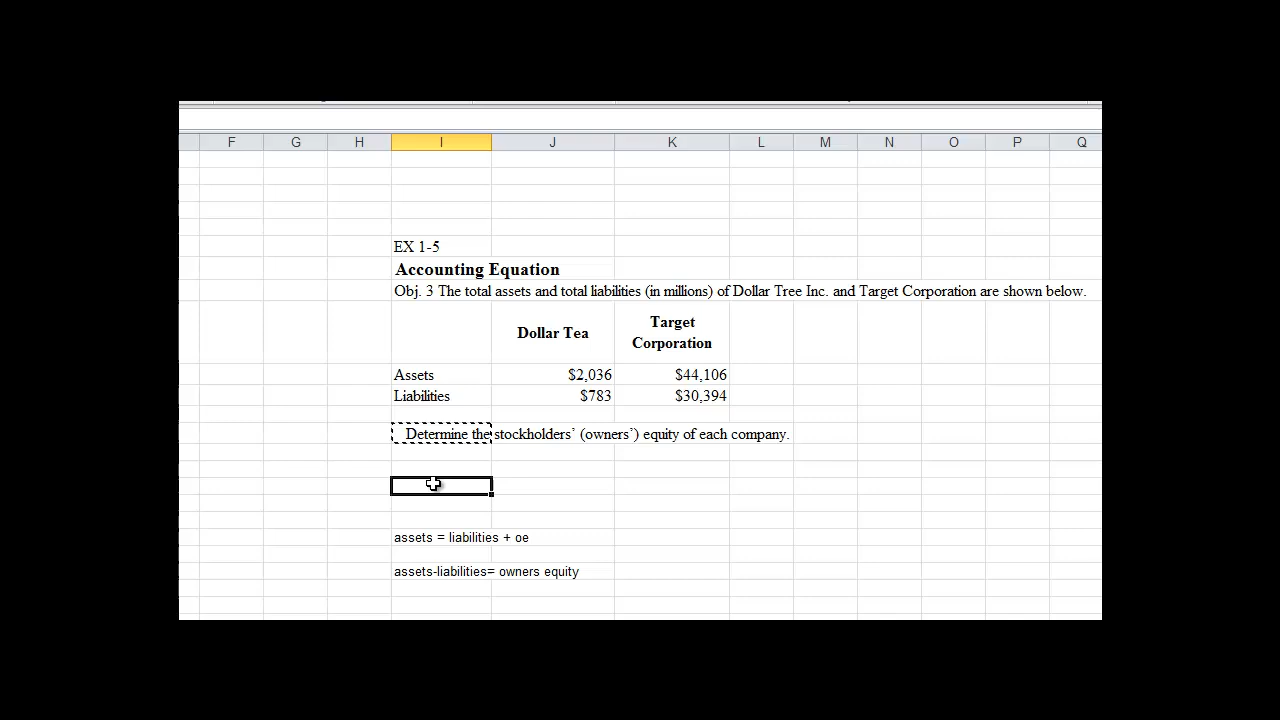 F G H I J K L M N O P Q
EX 1-5
Accounting Equation
Obj. 3 The total assets and total liabilities (in millions) of Dollar Tree Inc. and Target Corporation are shown below.
Dollar Tea Target
Corporation
Assets $2,036 $44,106
Liabilities $783 $30,394
Determine the stockholders’ (owners’) equity of each company.
assets = liabilities + oe
assets-liabilities= owners equity